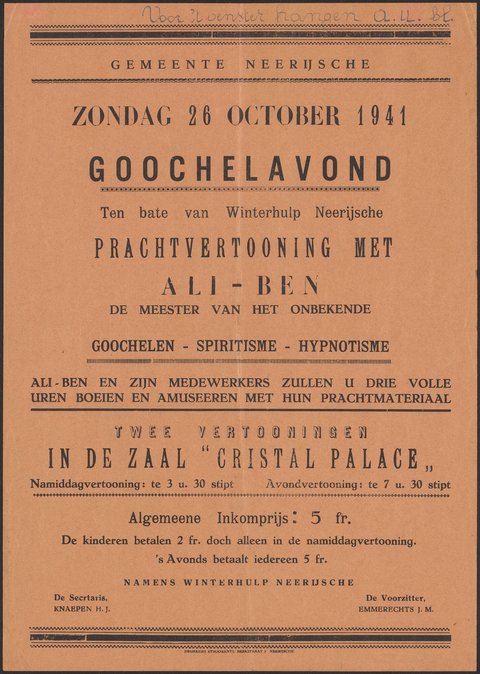 Voor 't venster hangen A.U.B.
GEMEENTE NEERIJSCHE
ZONDAG 26 OCTOBER 1941
GOOCHELAVOND
Ten bate van Winterhulp Neerijsche
PRACHTVERTOONING MET
ALI-BEN
DE MEESTER VAN HET ONBEKENDE
GOOCHELEN - SPIRITISME - HYPNOTISME
ALI-BEN EN ZIJN MEDEWERKERS ZULLEN U DRIE VOLLE
UREN BOEIEN EN AMUSEEREN MET HUN PRACHTMATERIAAL
TWEE VERTOONINGEN
IN DE ZAAL "CRISTAL PALACE„
Namiddagvertooning: te 3 u. 30 stipt Avondvertooning: te 7 u. 30 stipt
Algemeene Inkomprijs: 5 fr.
De kinderen betalen 2 fr. doch alleen in de namiddagvertooning.
's Avonds betaalt iedereen 5 fr.
NAMENS WINTERHULP NEERIJSCHE
De Secrtaris, De Voorzitter,
KNAEPEN H. J. EMMERECHTS J. M.